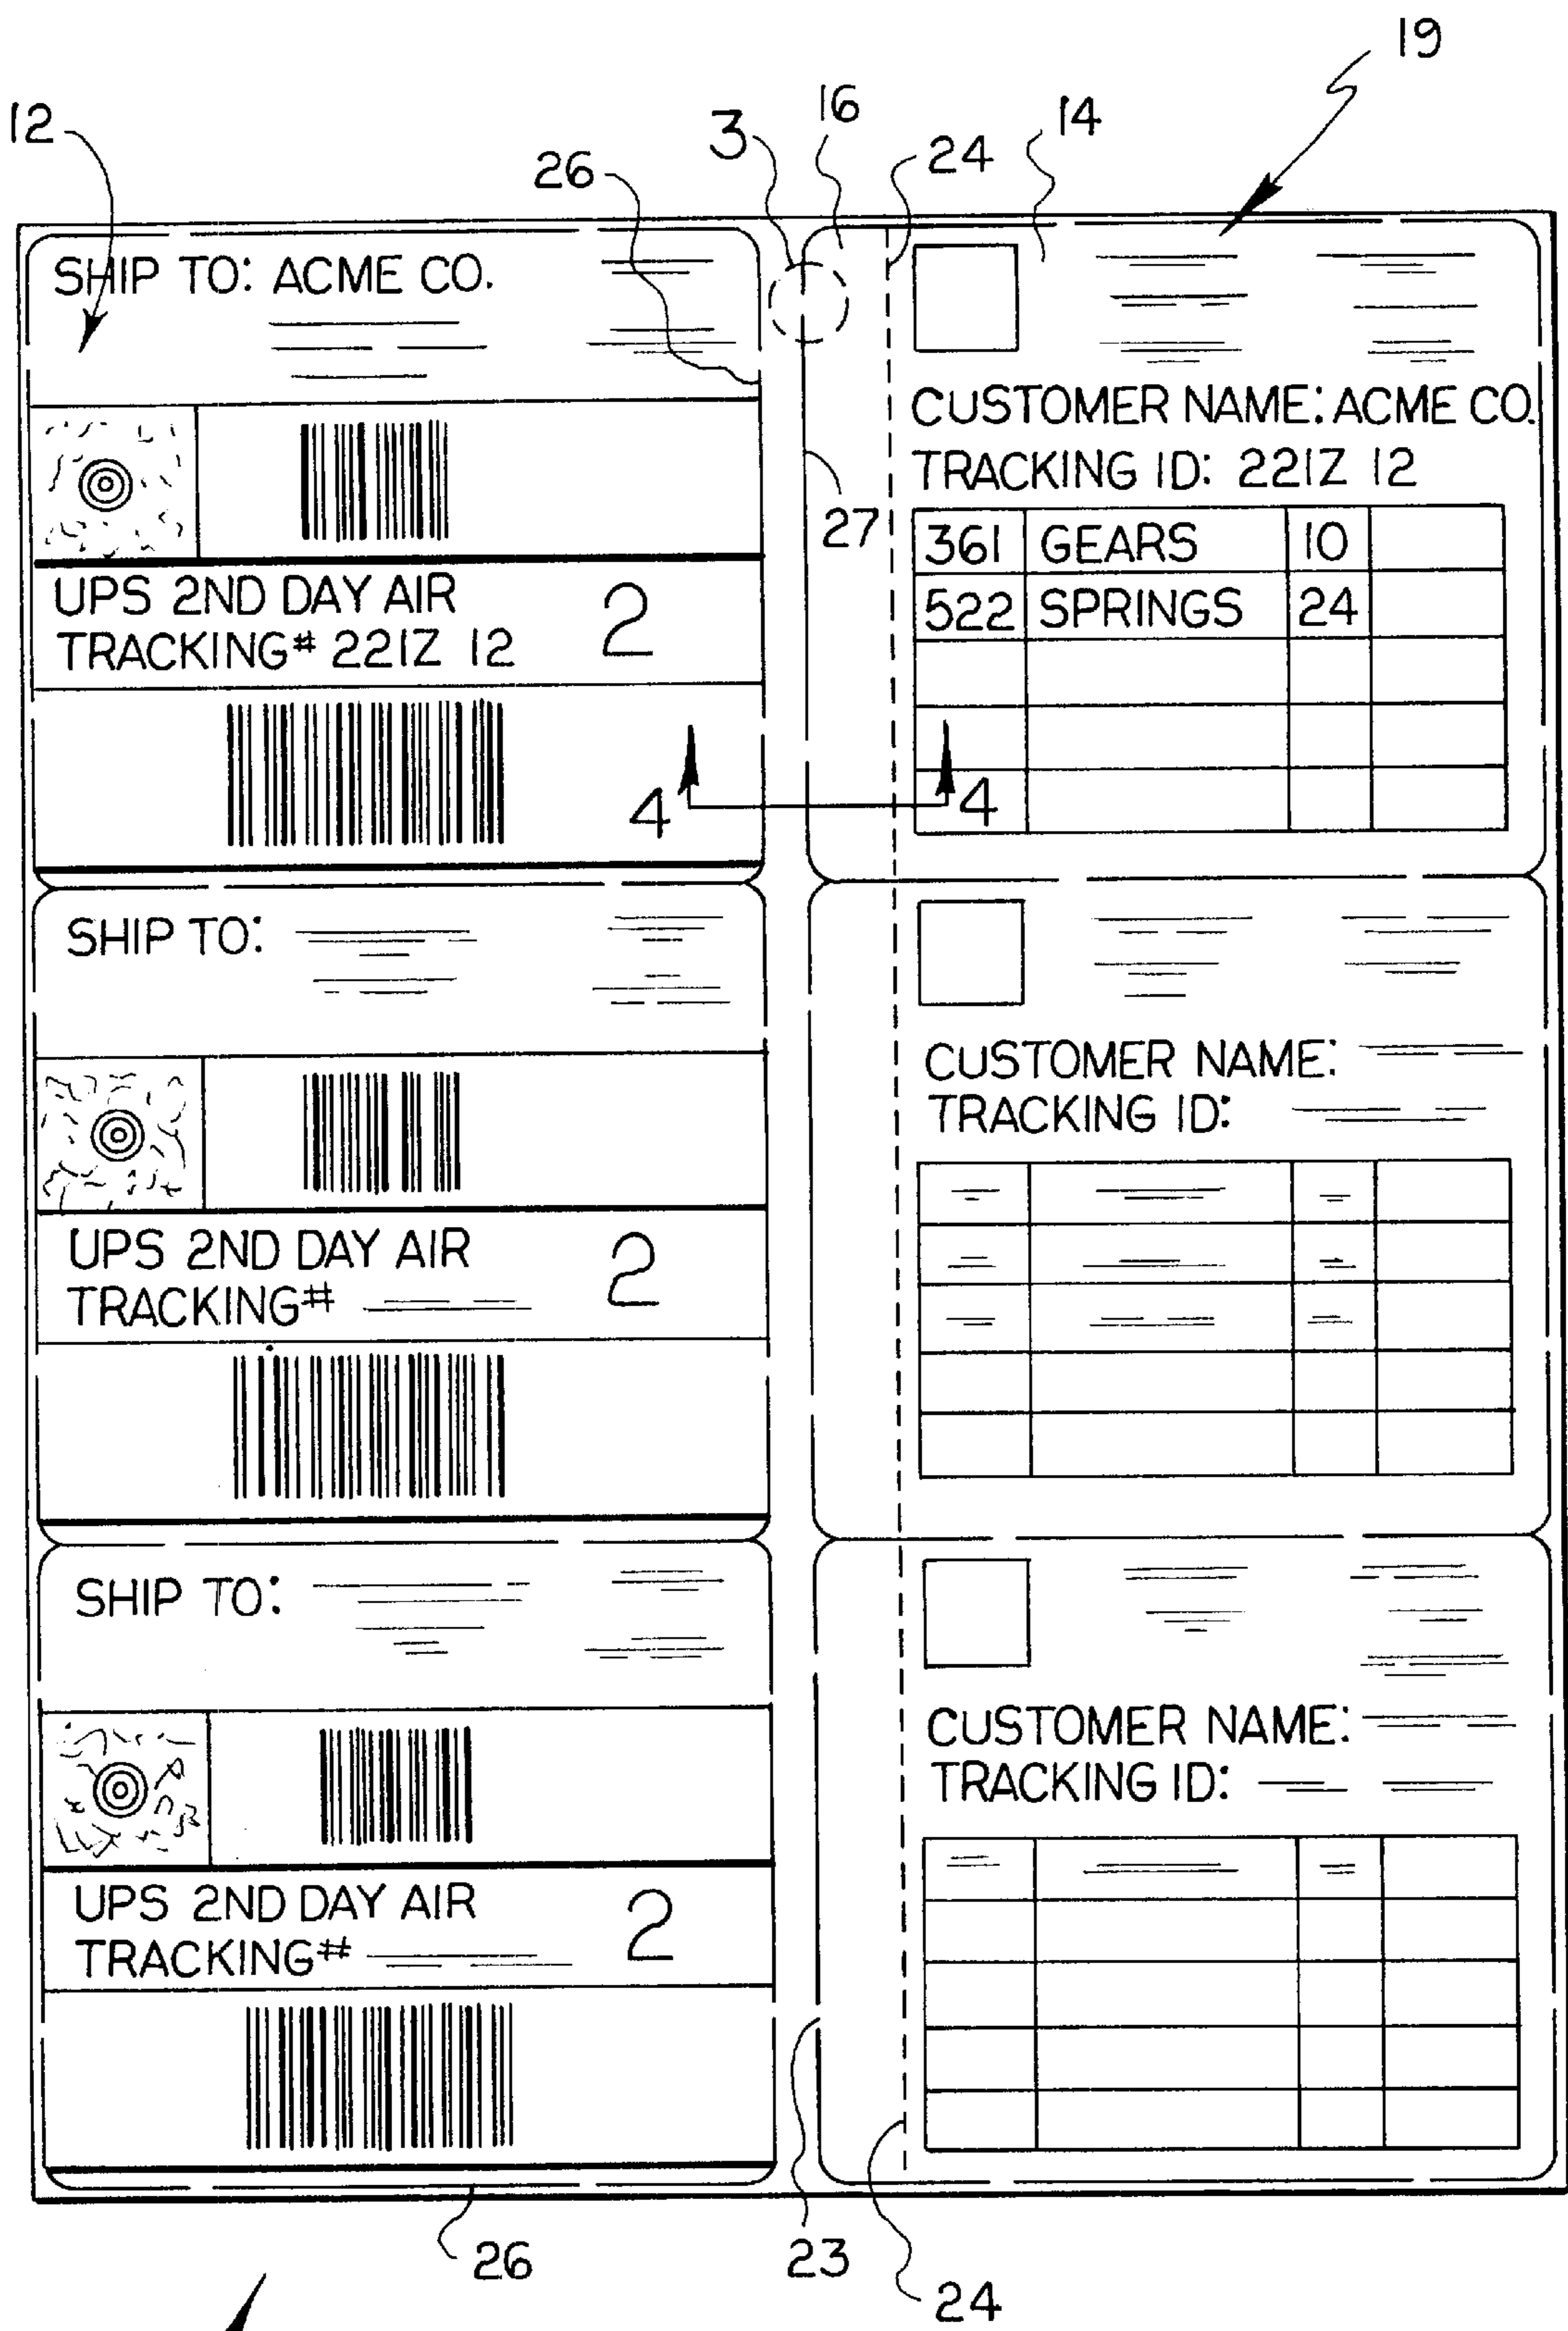 19
12
16
3
14
24
26
SHIP TO: ACME CO.
CUSTOMER NAME: ACME CO.
TRACKING ID: 221Z 12
27
361 GEARS 10
522 SPRINGS 24
UPS 2ND DAY AIR 2
TRACKING# 221Z 12
4 4
SHIP TO:
CUSTOMER NAME:
TRACKING ID:
UPS 2ND DAY AIR 2
TRACKING#
SHIP TO:
CUSTOMER NAME:
TRACKING ID:
UPS 2ND DAY AIR 2
TRACKING#
26
23
24